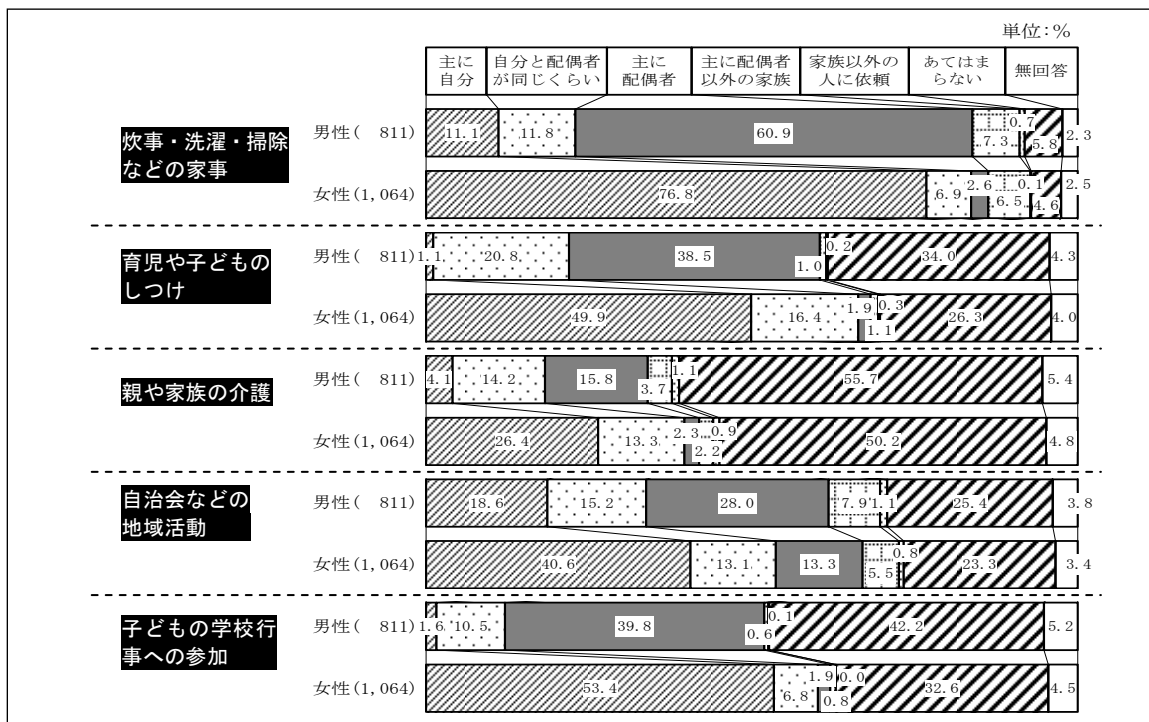 単位：%
主に
自分
自分と配偶者
が同じくらい
主に
配偶者
主に配偶者
以外の家族
家族以外の
人に依頼
あてはま
らない
無回答
炊事・洗濯・掃除
などの家事
男性( 811)
11.1 11.8 60.9 7.3 0.7 5.8 2.3
女性(1,064)
76.8 6.9 2.6 6.5 0.1 4.6 2.5
育児や子どもの
しつけ
男性( 811)
1.1 20.8 38.5 1.0 0.2 34.0 4.3
女性(1,064)
49.9 16.4 1.9 1.1 0.3 26.3 4.0
親や家族の介護
男性( 811)
4.1 14.2 15.8 3.7 1.1 55.7 5.4
女性(1,064)
26.4 13.3 2.3 2.2 0.9 50.2 4.8
自治会などの
地域活動
男性( 811)
18.6 15.2 28.0 7.9 1.1 25.4 3.8
女性(1,064)
40.6 13.1 13.3 5.5 0.8 23.3 3.4
子どもの学校行
事への参加
男性( 811)
1.6 10.5 39.8 0.6 0.1 42.2 5.2
女性(1,064)
53.4 6.8 1.9 0.8 0.0 32.6 4.5